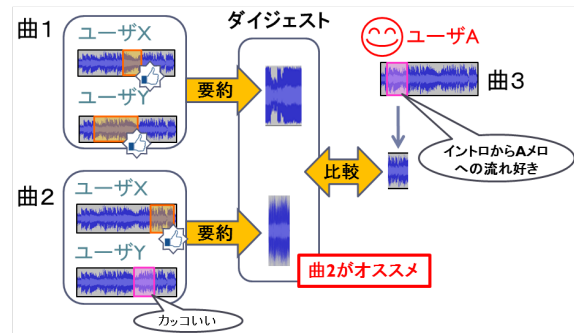 曲1
ユーザX
ユーザY
要約
ダイジェスト
ユーザA
曲3
イントロからAメロ
への流れ好き
比較
曲2
ユーザX
ユーザY
要約
カッコいい
曲2がオススメ